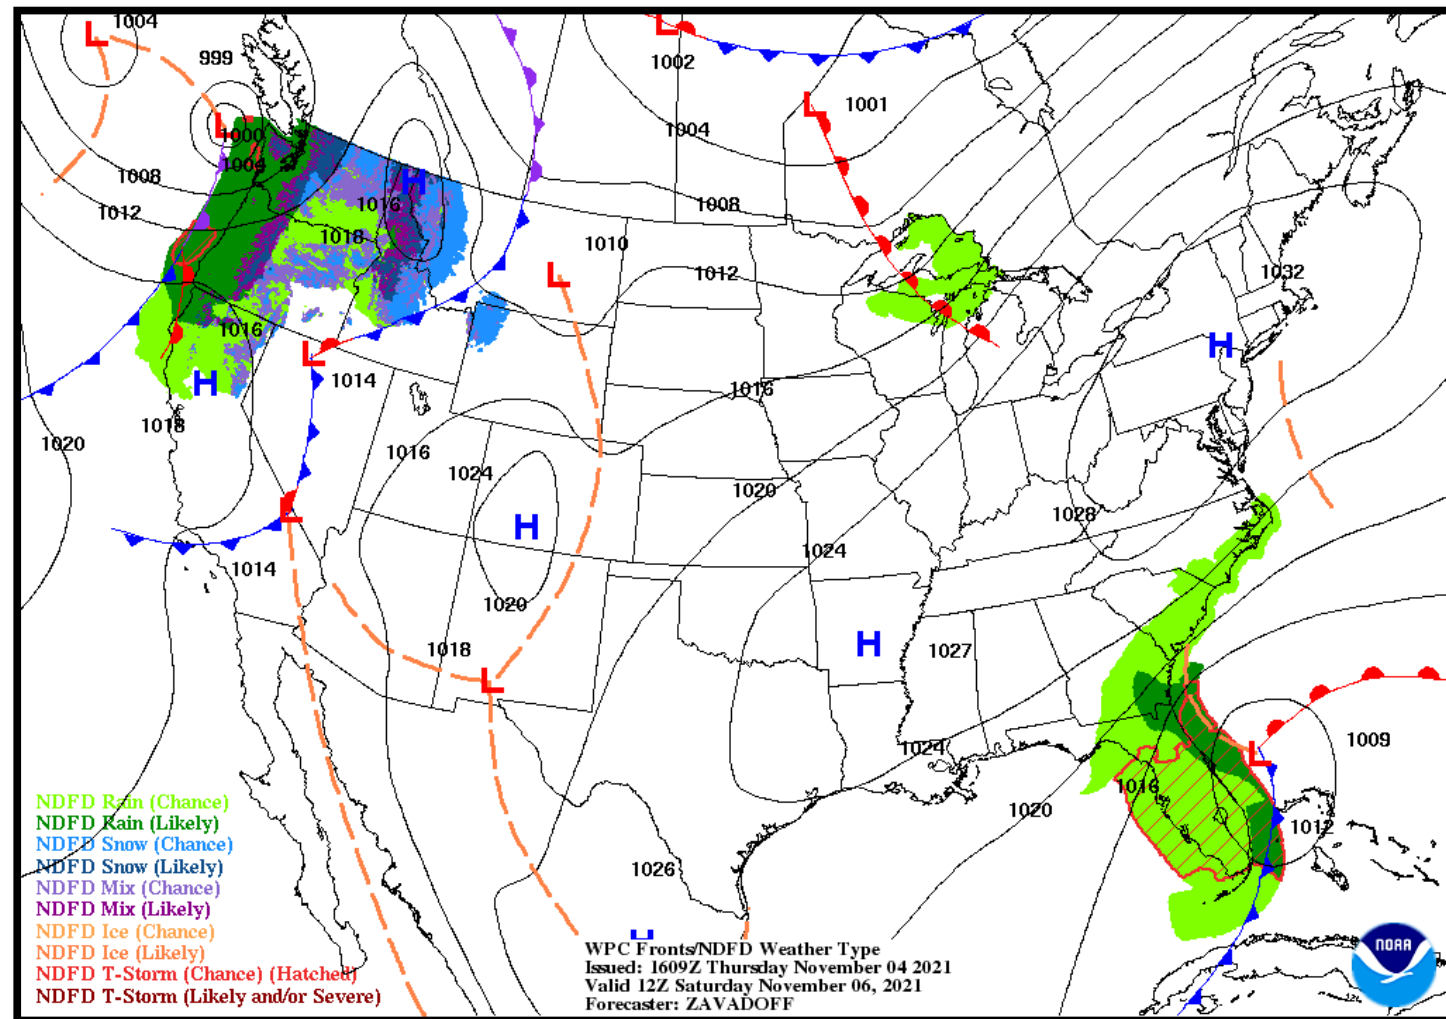 L
1004
999
L
1000
1004
1008
1012
H
1016
1018
L
1002
1004
1008
L
1001
L
1010
1012
1032
H
1016
L
1014
H
1018
1020
1016
1016
1024
H
1020
1020
1024
1028
L
1014
1018
L
H
1027
1024
1020
1016
L
1009
1012
1026
H
NDFD Rain (Chance)
NDFD Rain (Likely)
NDFD Snow (Chance)
NDFD Snow (Likely)
NDFD Mix (Chance)
NDFD Mix (Likely)
NDFD Ice (Chance)
NDFD Ice (Likely)
NDFD T-Storm (Chance) (Hatched)
NDFD T-Storm (Likely and/or Severe)
WPC Fronts/NDFD Weather Type
Issued: 1609Z Thursday November 04 2021
Valid 12Z Saturday November 06, 2021
Forecaster: ZAVADOFF
NOAA